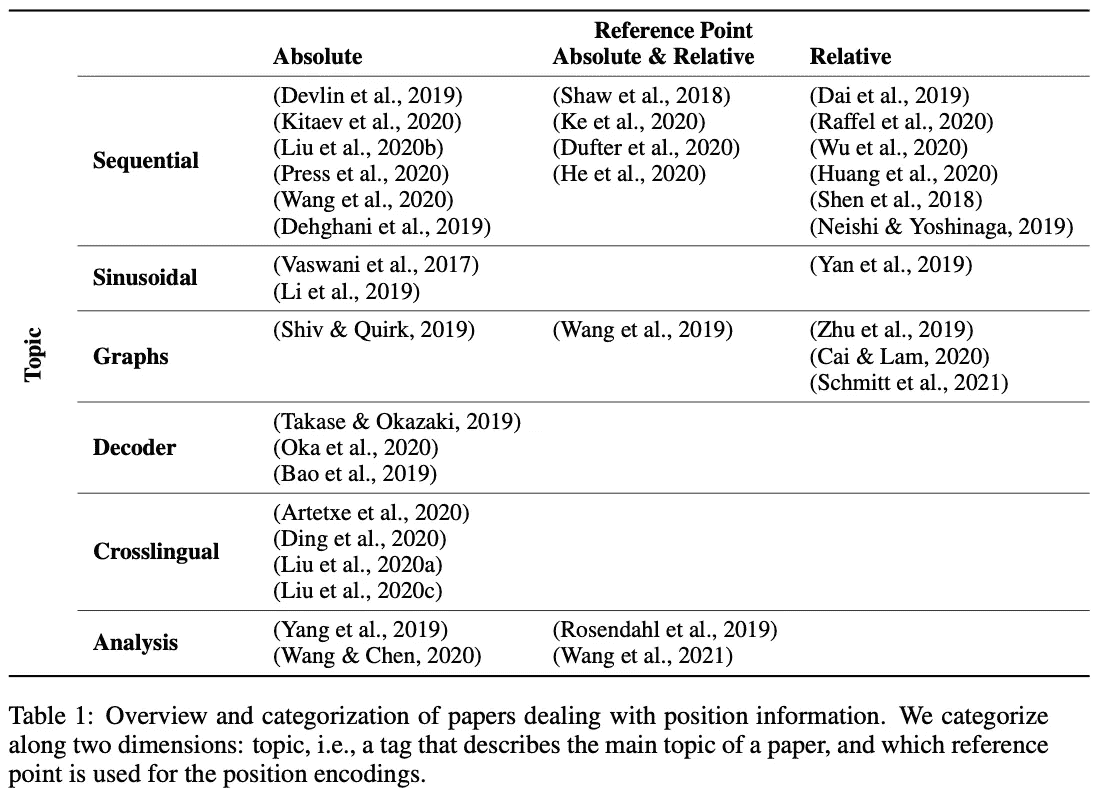 Reference Point
Absolute Absolute & Relative Relative
Topic
Sequential
(Devlin et al., 2019) (Shaw et al., 2018) (Dai et al., 2019)
(Kitaev et al., 2020) (Ke et al., 2020) (Raffel et al., 2020)
(Liu et al., 2020b) (Dufter et al., 2020) (Wu et al., 2020)
(Press et al., 2020) (He et al., 2020) (Huang et al., 2020)
(Wang et al., 2020) (Shen et al., 2018)
(Dehghani et al., 2019) (Neishi & Yoshinaga, 2019)
Sinusoidal
(Vaswani et al., 2017) (Yan et al., 2019)
(Li et al., 2019)
Graphs
(Shiv & Quirk, 2019) (Wang et al., 2019) (Zhu et al., 2019)
(Cai & Lam, 2020)
(Schmitt et al., 2021)
Decoder
(Takase & Okazaki, 2019)
(Oka et al., 2020)
(Bao et al., 2019)
Crosslingual
(Artetxe et al., 2020)
(Ding et al., 2020)
(Liu et al., 2020a)
(Liu et al., 2020c)
Analysis
(Yang et al., 2019) (Rosendahl et al., 2019)
(Wang & Chen, 2020) (Wang et al., 2021)
Table 1: Overview and categorization of papers dealing with position information. We categorize
along two dimensions: topic, i.e., a tag that describes the main topic of a paper, and which reference
point is used for the position encodings.